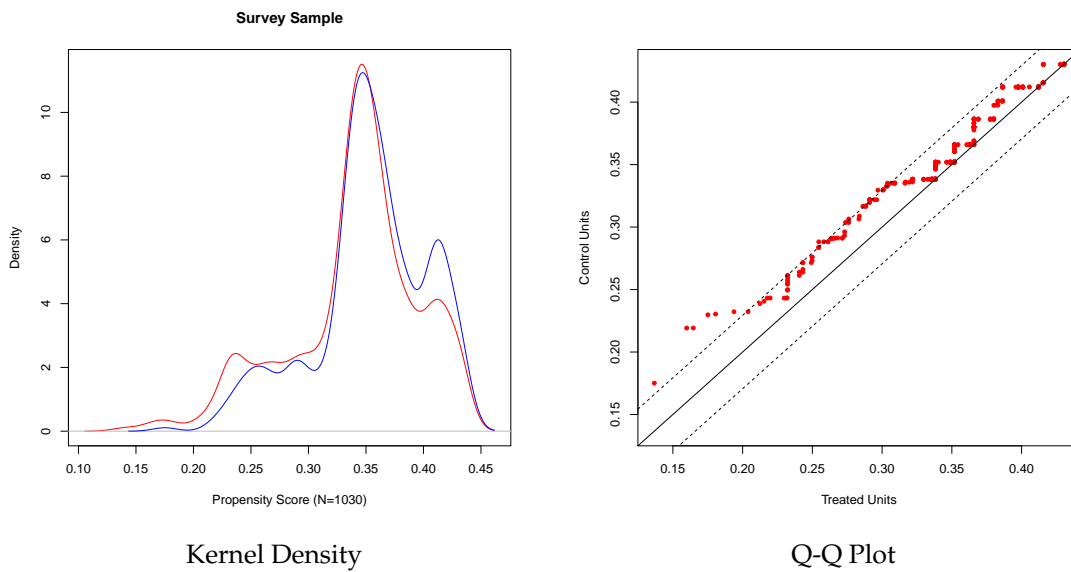 Survey Sample
Density
0
2
4
6
8
10
0.10 0.15 0.20 0.25 0.30 0.35 0.40 0.45
Propensity Score (N=1030)
Kernel Density
Control Units
0.15
0.20
0.25
0.30
0.35
0.40
0.15 0.20 0.25 0.30 0.35 0.40
Treated Units
Q-Q Plot